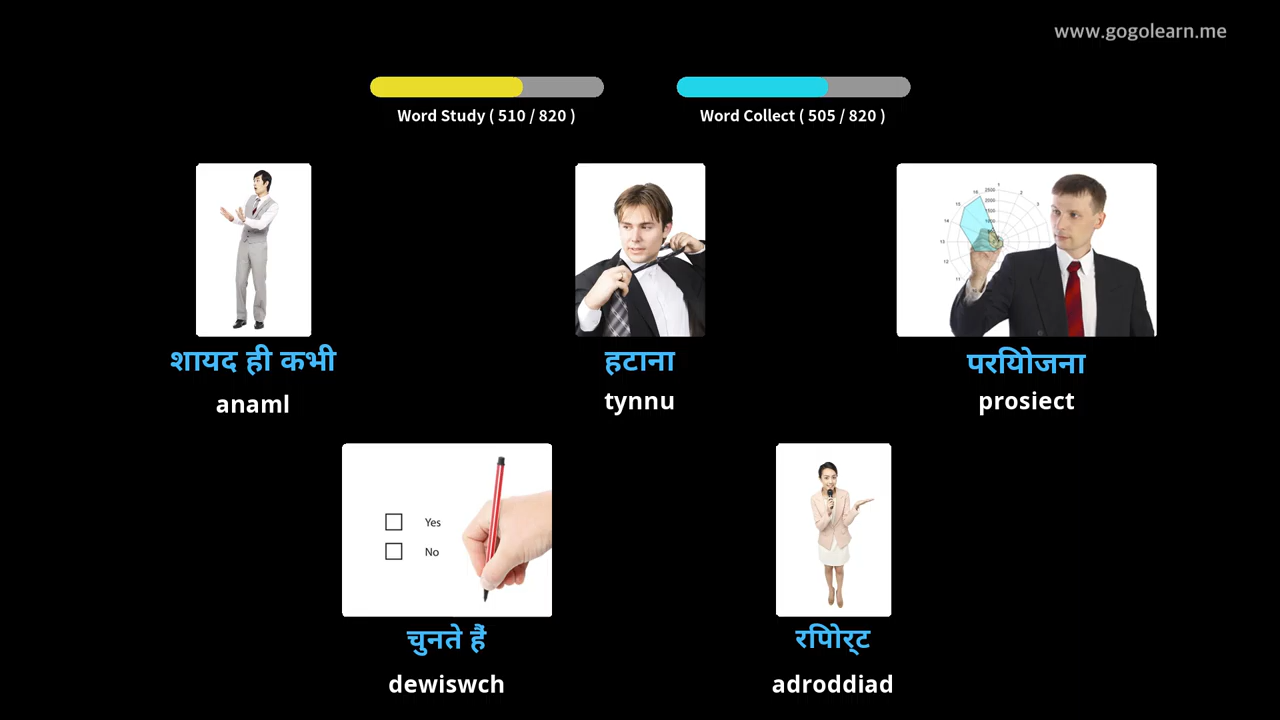 www.gogolearn.me
Word Study ( 510 / 820 )
Word Collect ( 505 / 820 )
शायद ही कभी
anaml
हटाना
tynnu
परियोजना
prosiect
Yes
No
चुनते हैं
dewiswch
रिपोर्ट
adroddiad